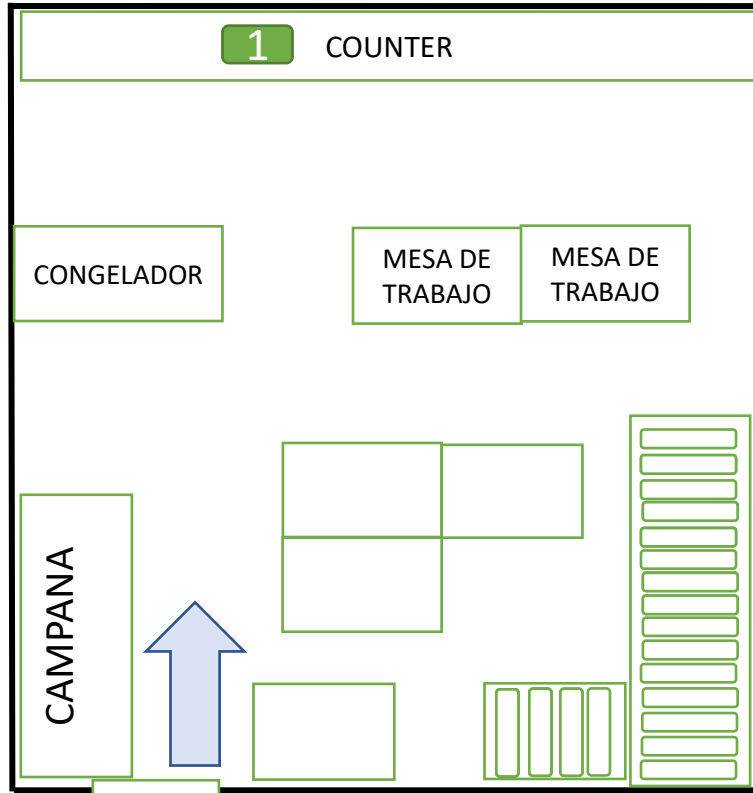 1 COUNTER
CONGELADOR
MESA DE
TRABAJO
MESA DE
TRABAJO
CAMPANA